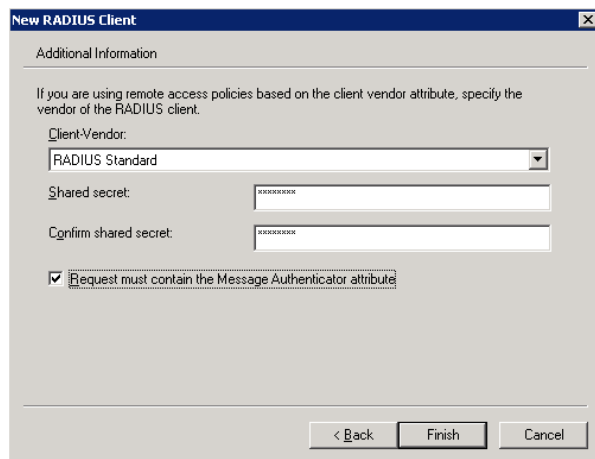 New RADIUS Client
Additional Information
If you are using remote access policies based on the client vendor attribute, specify the
vendor of the RADIUS client.
Client-Vendor:
RADIUS Standard
Shared secret:
********
Confirm shared secret:
********
Request must contain the Message Authenticator attribute
< Back
Finish
Cancel